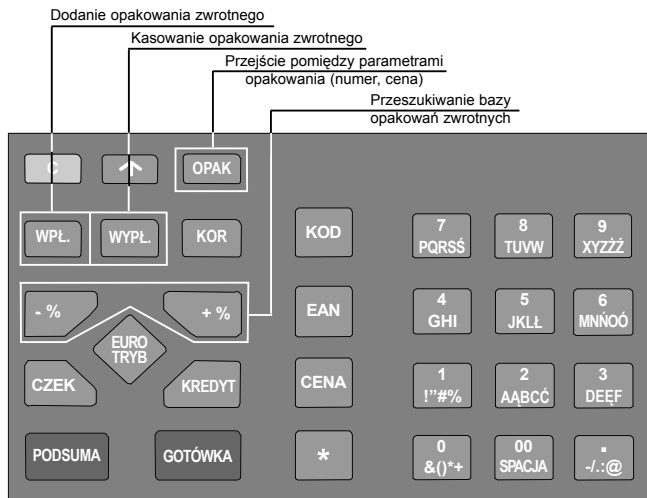 Dodanie opakowania zwrotnego
Kasowanie opakowania zwrotnego
Przejście pomiędzy parametrami
opakowania (numer, cena)
Przeszukiwanie bazy
opakowań zwrotnych
C
OPAK
WPŁ.
WYPŁ.
KOR
KOD
7
PQRSŚ
8
TUVW
9
XYZŻŹ
- %
+ %
EAN
4
GHI
5
JKLŁ
6
MNŃOÓ
EURO
TRYB
CZEK
KREDYT
CENA
1
!”#%
2
AĄBCĆ
3
DEĘF
PODSUMA
GOTÓWKA
*
0
&()*+
00
SPACJA
.
-/.:@